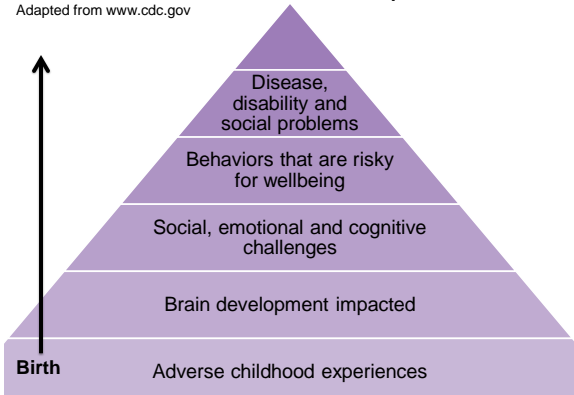 Adapted from www.cdc.gov
Disease,
disability and
social problems
Behaviors that are risky
for wellbeing
Social, emotional and cognitive
challenges
Brain development impacted
Birth
Adverse childhood experiences